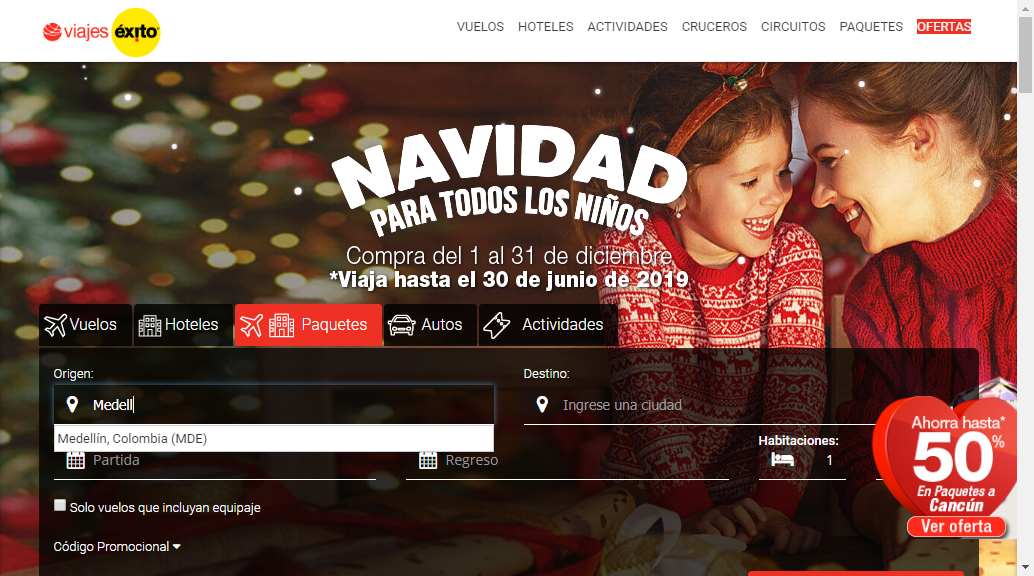 viajes éxito
VUELOS HOTELES ACTIVIDADES CRUCEROS CIRCUITOS PAQUETES OFERTAS
NAVIDAD
PARA TODOS LOS NIÑOS
Compra del 1 al 31 de diciembre
*Viaja hasta el 30 de junio de 2019
Vuelos Hoteles Paquetes Autos Actividades
Origen: Destino:
Medell Ingrese una ciudad
Medellín, Colombia (MDE)
Habitaciones:
Partida Regreso 1
Ahorra hasta*
50%
En Paquetes a
Cancún
Ver oferta
Solo vuelos que incluyan equipaje
Código Promocional